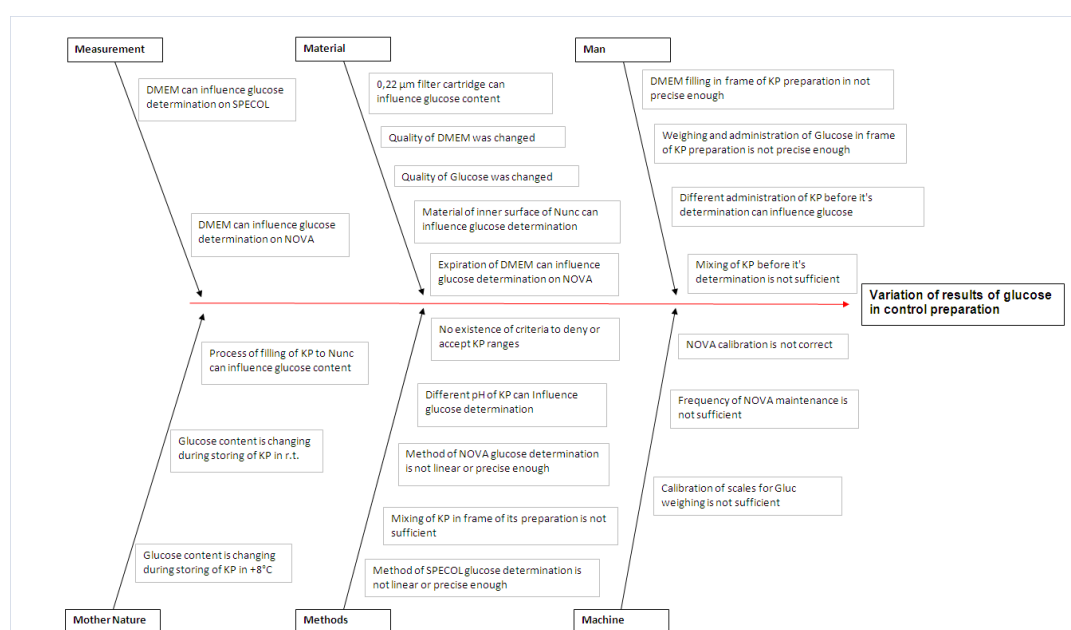 Measurement
DMEM can influence glucose
determination on SPECOL
DMEM can influence glucose
determination on NOVA
Material
0,22 µm filter cartridge can
influence glucose content
Quality of DMEM was changed
Quality of Glucose was changed
Material of inner surface of Nunc can
influence glucose determination
Expiration of DMEM can influence
glucose determination on NOVA
Man
DMEM filling in frame of KP preparation in not
precise enough
Weighing and administration of Glucose in frame
of KP preparation is not precise enough
Different administration of KP before it's
determination can influence glucose
Mixing of KP before it's
determination is not sufficient
Variation of results of glucose
in control preparation
Process of filling of KP to Nunc
can influence glucose content
Glucose content is changing
during storing of KP in r.t.
Glucose content is changing
during storing of KP in +8°C
Mother Nature
No existence of criteria to deny or
accept KP ranges
Different pH of KP can Influence
glucose determination
Method of NOVA glucose determination
is not linear or precise enough
Mixing of KP in frame of its preparation is not
sufficient
Method of SPECOL glucose determination is
not linear or precise enough
Methods
NOVA calibration is not correct
Frequency of NOVA maintenance is
not sufficient
Calibration of scales for Gluc
weighing is not sufficient
Machine